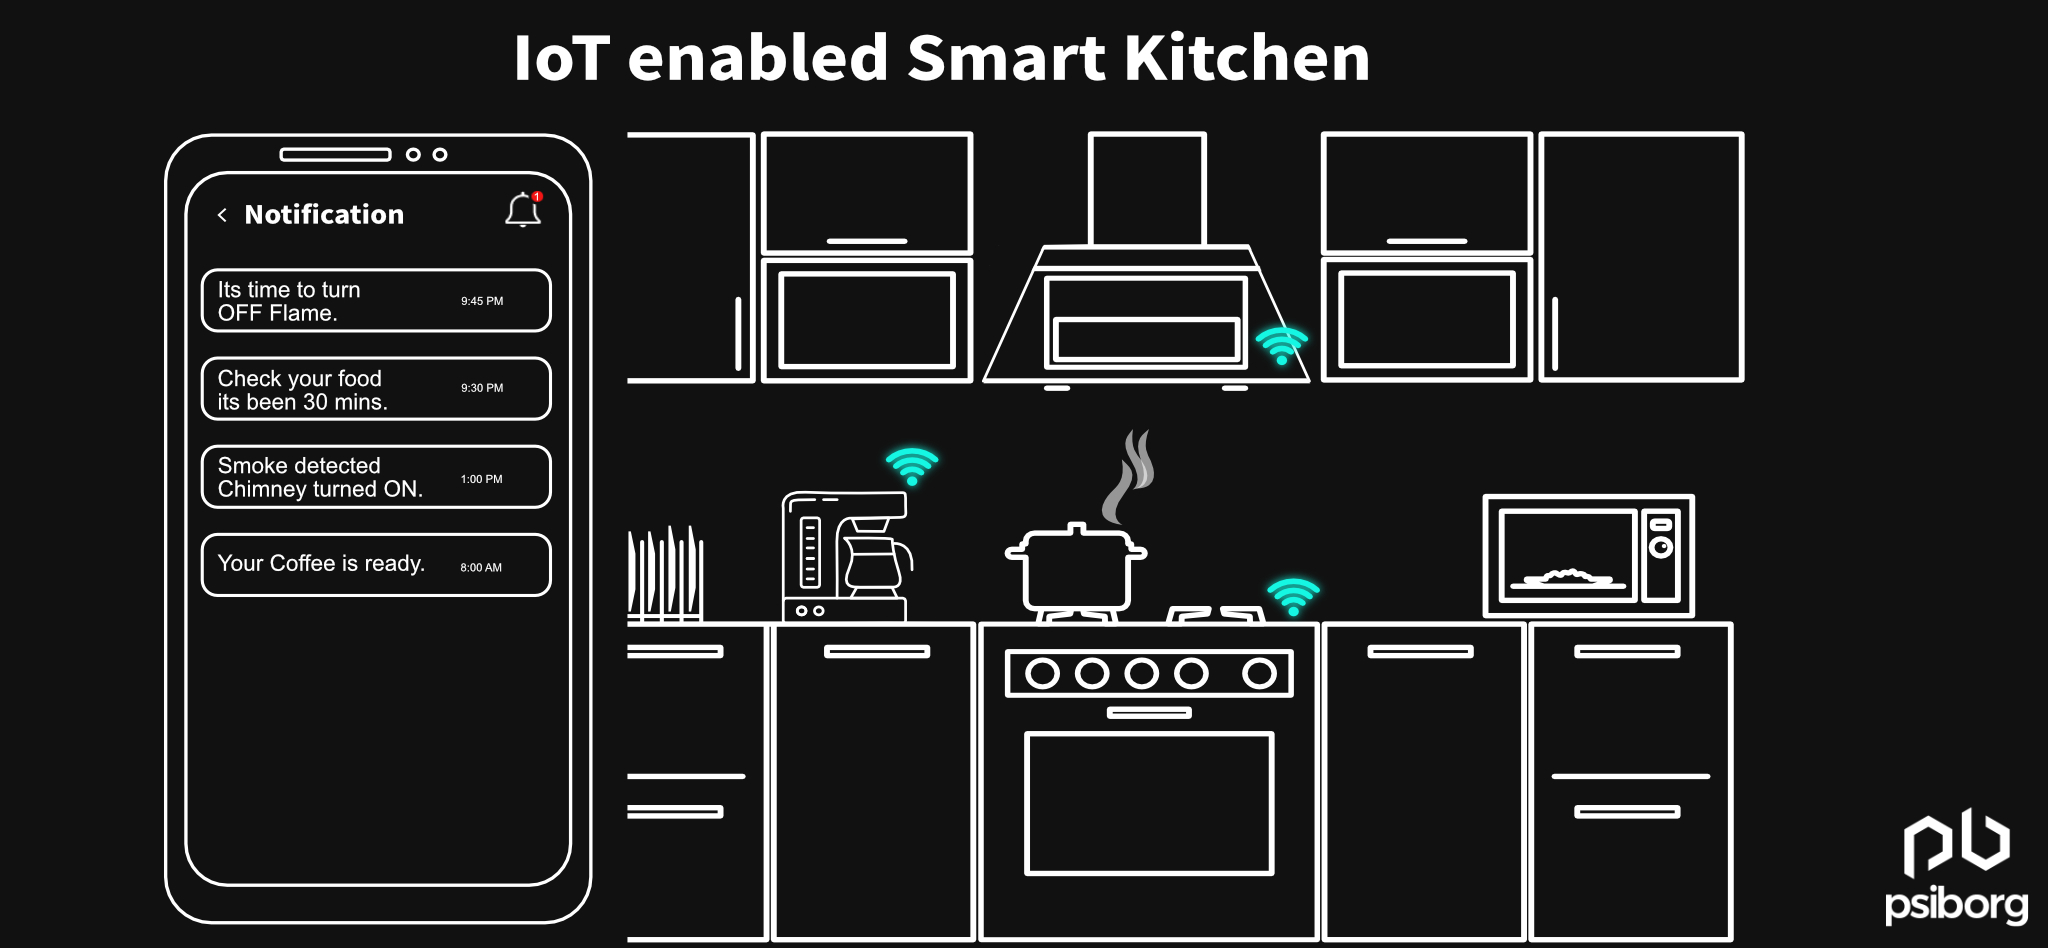 IoT enabled Smart Kitchen
< Notification
1
Its time to turn
OFF Flame.
9:45 PM
Check your food
its been 30 mins.
9:30 PM
Smoke detected
Chimney turned ON.
1:00 PM
Your Coffee is ready.
8:00 AM
pb
psiborg